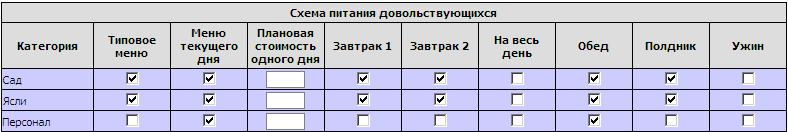 Схема питания довольствующихся
Категория Типовое меню Меню текущего дня Плановая стоимость одного дня Завтрак 1 Завтрак 2 На весь день Обед Полдник Ужин
Сад
Ясли
Персонал